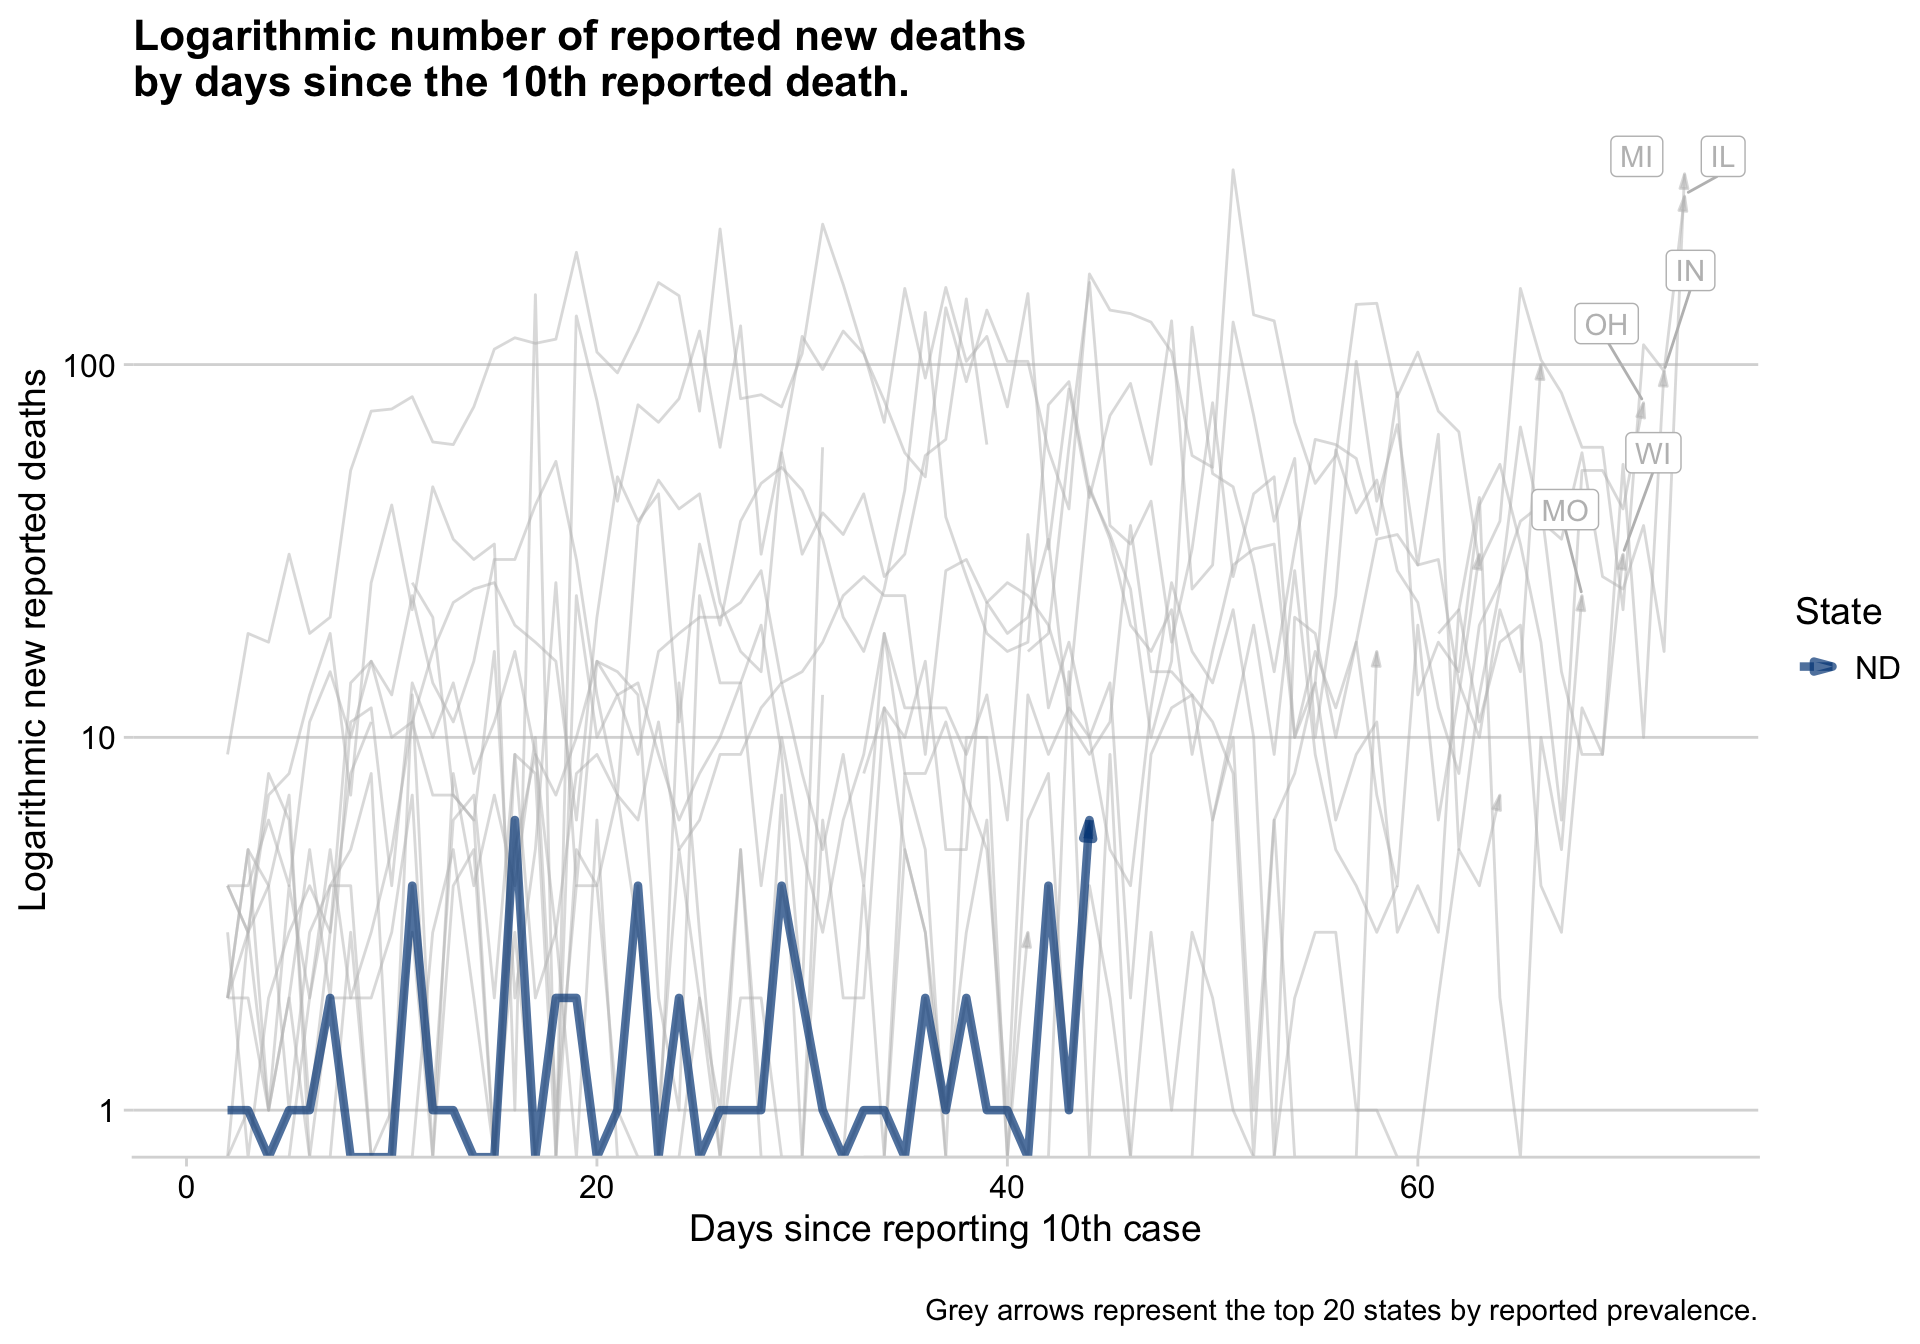 Logarithmic number of reported new deaths
by days since the 10th reported death.
MI
IL
IN
OH
WI
MO
100
10
1
Logarithmic new reported deaths
State
ND
0
20
40
60
Days since reporting 10th case
Grey arrows represent the top 20 states by reported prevalence.